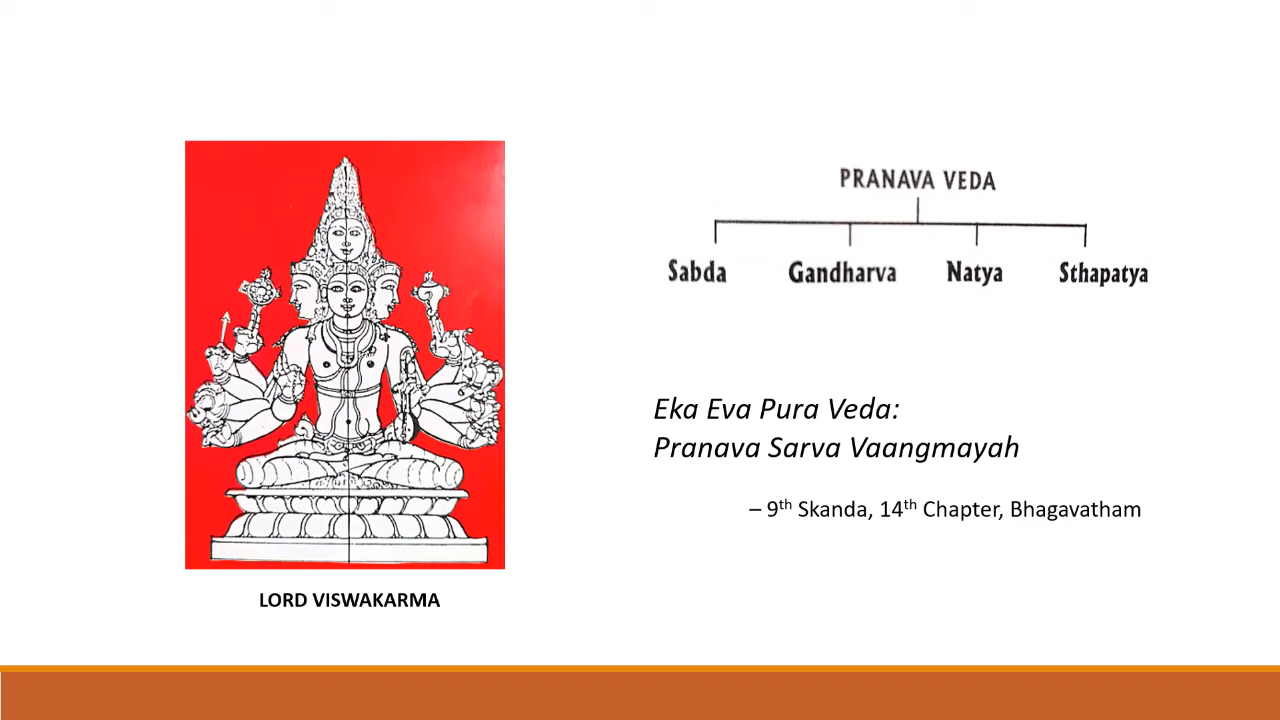 PRANAVA VEDA
Sabda Gandharva Natya Sthapatya
Eka Eva Pura Veda:
Pranava Sarva Vaangmayah
– 9th Skanda, 14th Chapter, Bhagavatham
LORD VISWAKARMA